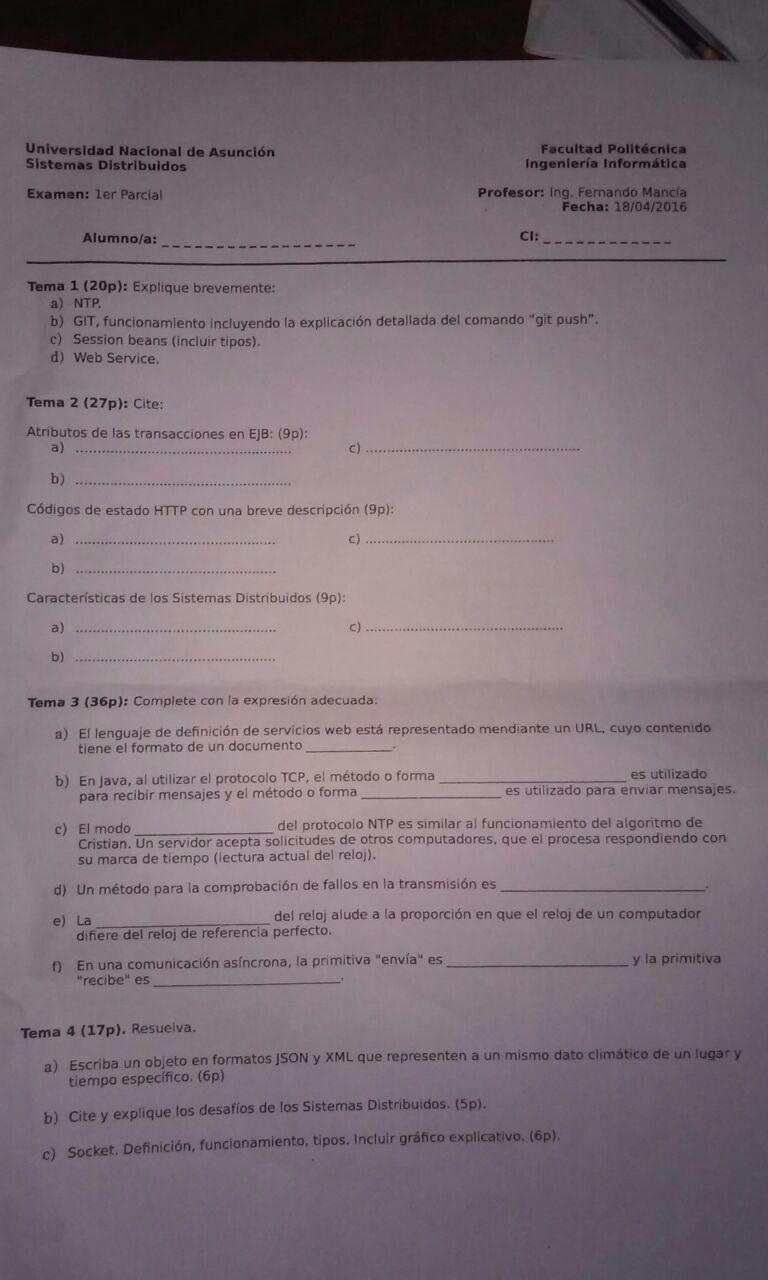 Universidad Nacional de Asunción Facultad Politécnica
Sistemas Distribuidos Ingeniería Informática
Examen: 1er Parcial Profesor: Ing. Fernando Mancía
Fecha: 18/04/2016
Alumno/a: _ _ _ _ _ _ _ _ _ _ _ _ _ _ _ _ _ _ CI: _ _ _ _ _ _ _ _ _ _ _ _
Tema 1 (20p): Explique brevemente:
a) NTP.
b) GIT, funcionamiento incluyendo la explicación detallada del comando "git push".
c) Session beans (incluir tipos).
d) Web Service.
Tema 2 (27p): Cite:
Atributos de las transacciones en EJB: (9p):
a) ...................................................... c) ......................................................
b) ......................................................
Códigos de estado HTTP con una breve descripción (9p):
a) .................................................. c) ...............................................
b) ..................................................
Características de los Sistemas Distribuidos (9p):
a) .................................................. c) ..................................................
b) ..................................................
Tema 3 (36p): Complete con la expresión adecuada:
a) El lenguaje de definición de servicios web está representado mendiante un URL, cuyo contenido
tiene el formato de un documento ____________.
b) En Java, al utilizar el protocolo TCP, el método o forma __________________________ es utilizado
para recibir mensajes y el método o forma ____________________ es utilizado para enviar mensajes.
c) El modo ____________________ del protocolo NTP es similar al funcionamiento del algoritmo de
Cristian. Un servidor acepta solicitudes de otros computadores, que el procesa respondiendo con
su marca de tiempo (lectura actual del reloj).
d) Un método para la comprobación de fallos en la transmisión es _____________________________.
e) La _________________________ del reloj alude a la proporción en que el reloj de un computador
difiere del reloj de referencia perfecto.
f) En una comunicación asíncrona, la primitiva "envía" es __________________________ y la primitiva
"recibe" es __________________________.
Tema 4 (17p). Resuelva.
a) Escriba un objeto en formatos JSON y XML que representen a un mismo dato climático de un lugar y
tiempo específico. (6p)
b) Cite y explique los desafíos de los Sistemas Distribuidos. (5p).
c) Socket. Definición, funcionamiento, tipos. Incluir gráfico explicativo. (6p).